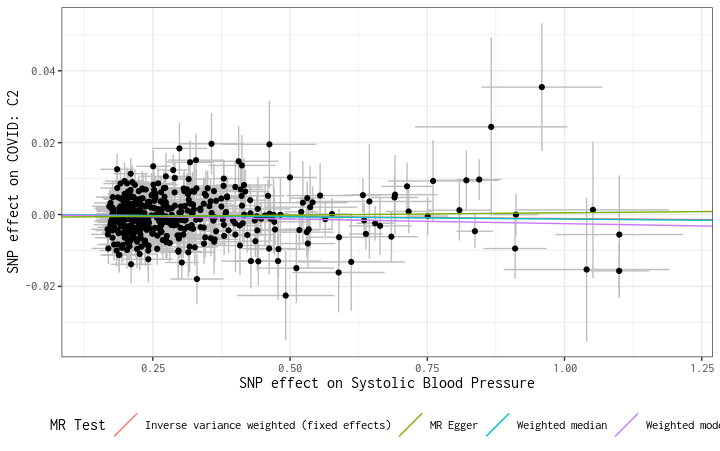 SNP effect on COVID: C2
0.04
0.02
0.00
-0.02
0.25 0.50 0.75 1.00 1.25
SNP effect on Systolic Blood Pressure
MR Test Inverse variance weighted (fixed effects) MR Egger Weighted median Weighted mode